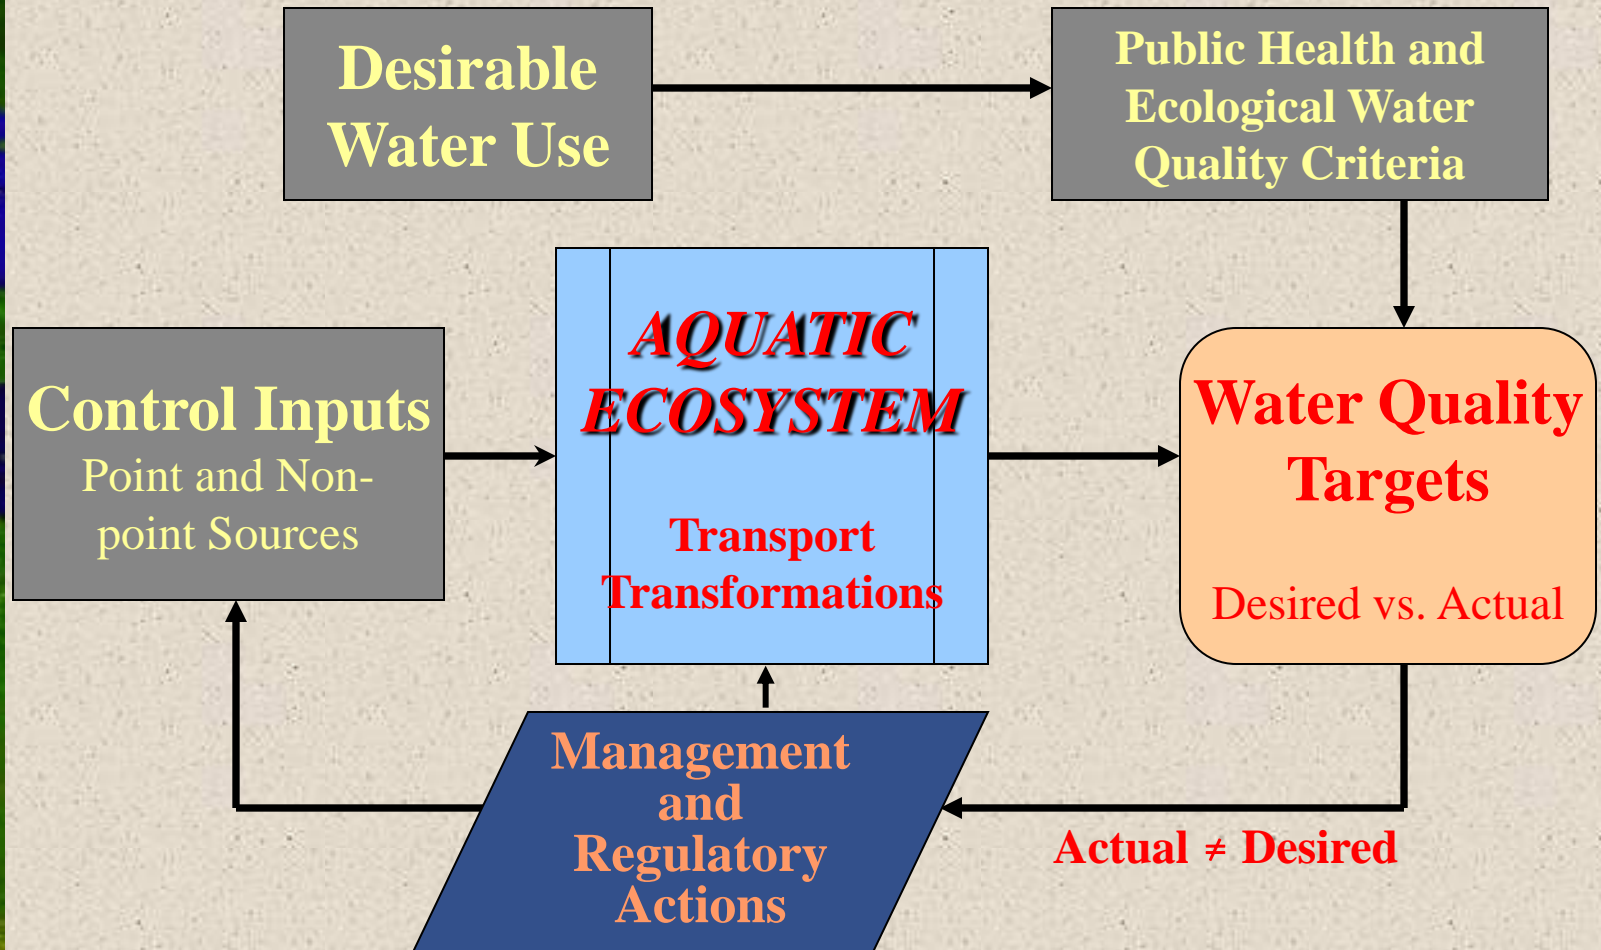 Desirable
Water Use
Public Health and
Ecological Water
Quality Criteria
Control Inputs
Point and Non-
point Sources
AQUATIC
ECOSYSTEM
Transport
Transformations
Water Quality
Targets
Desired vs. Actual
Management
and
Regulatory
Actions
Actual ≠ Desired